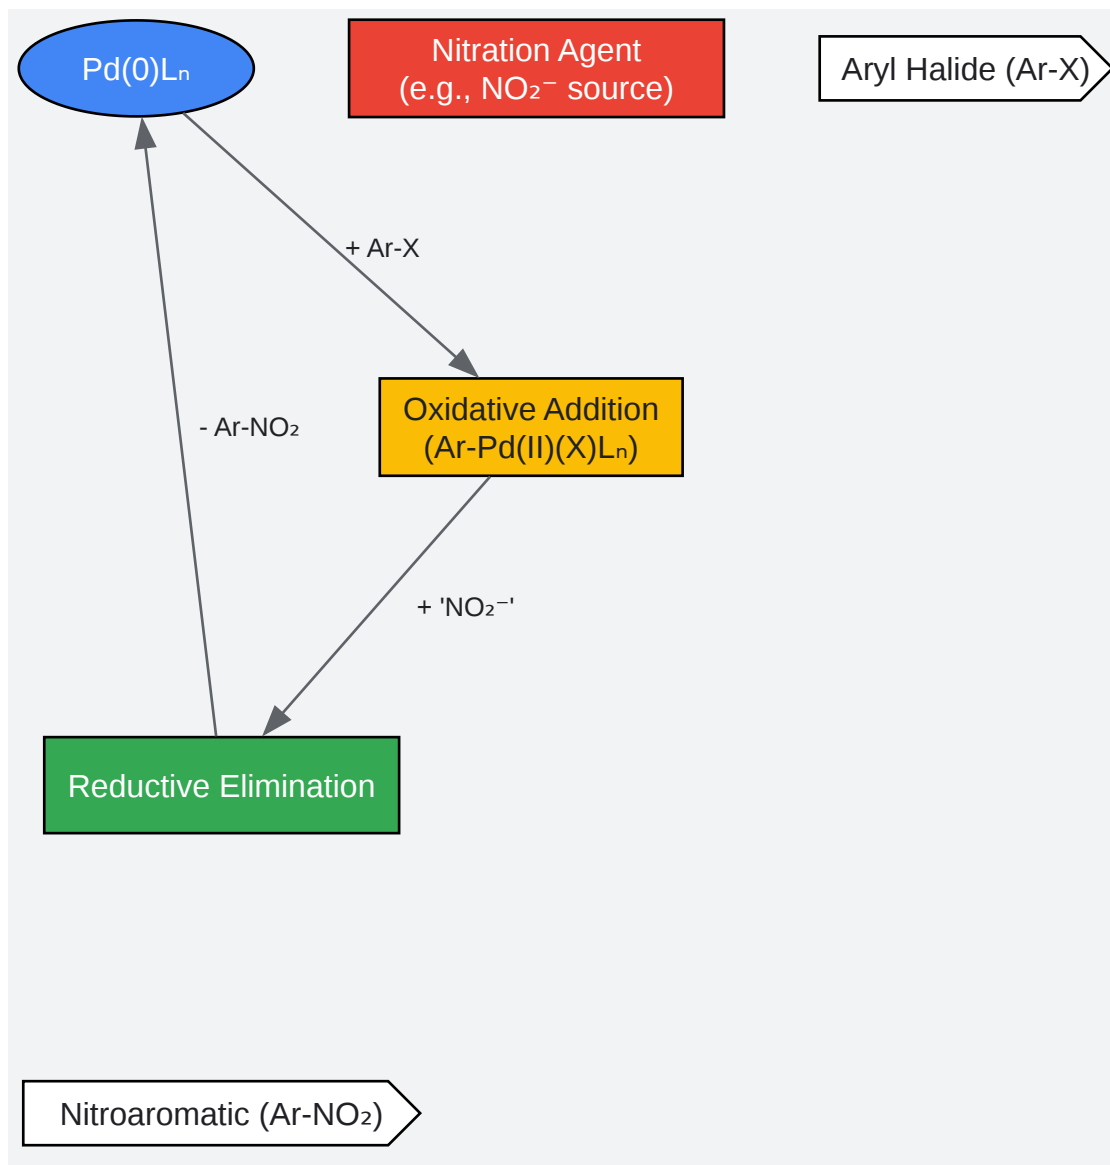 Pd(0)Lₙ
Nitration Agent
(e.g., NO₂⁻ source)
Aryl Halide (Ar-X)
+ Ar-X
- Ar-NO₂
Oxidative Addition
(Ar-Pd(II)(X)Lₙ)
+ 'NO₂⁻'
Reductive Elimination
Nitroaromatic (Ar-NO₂)